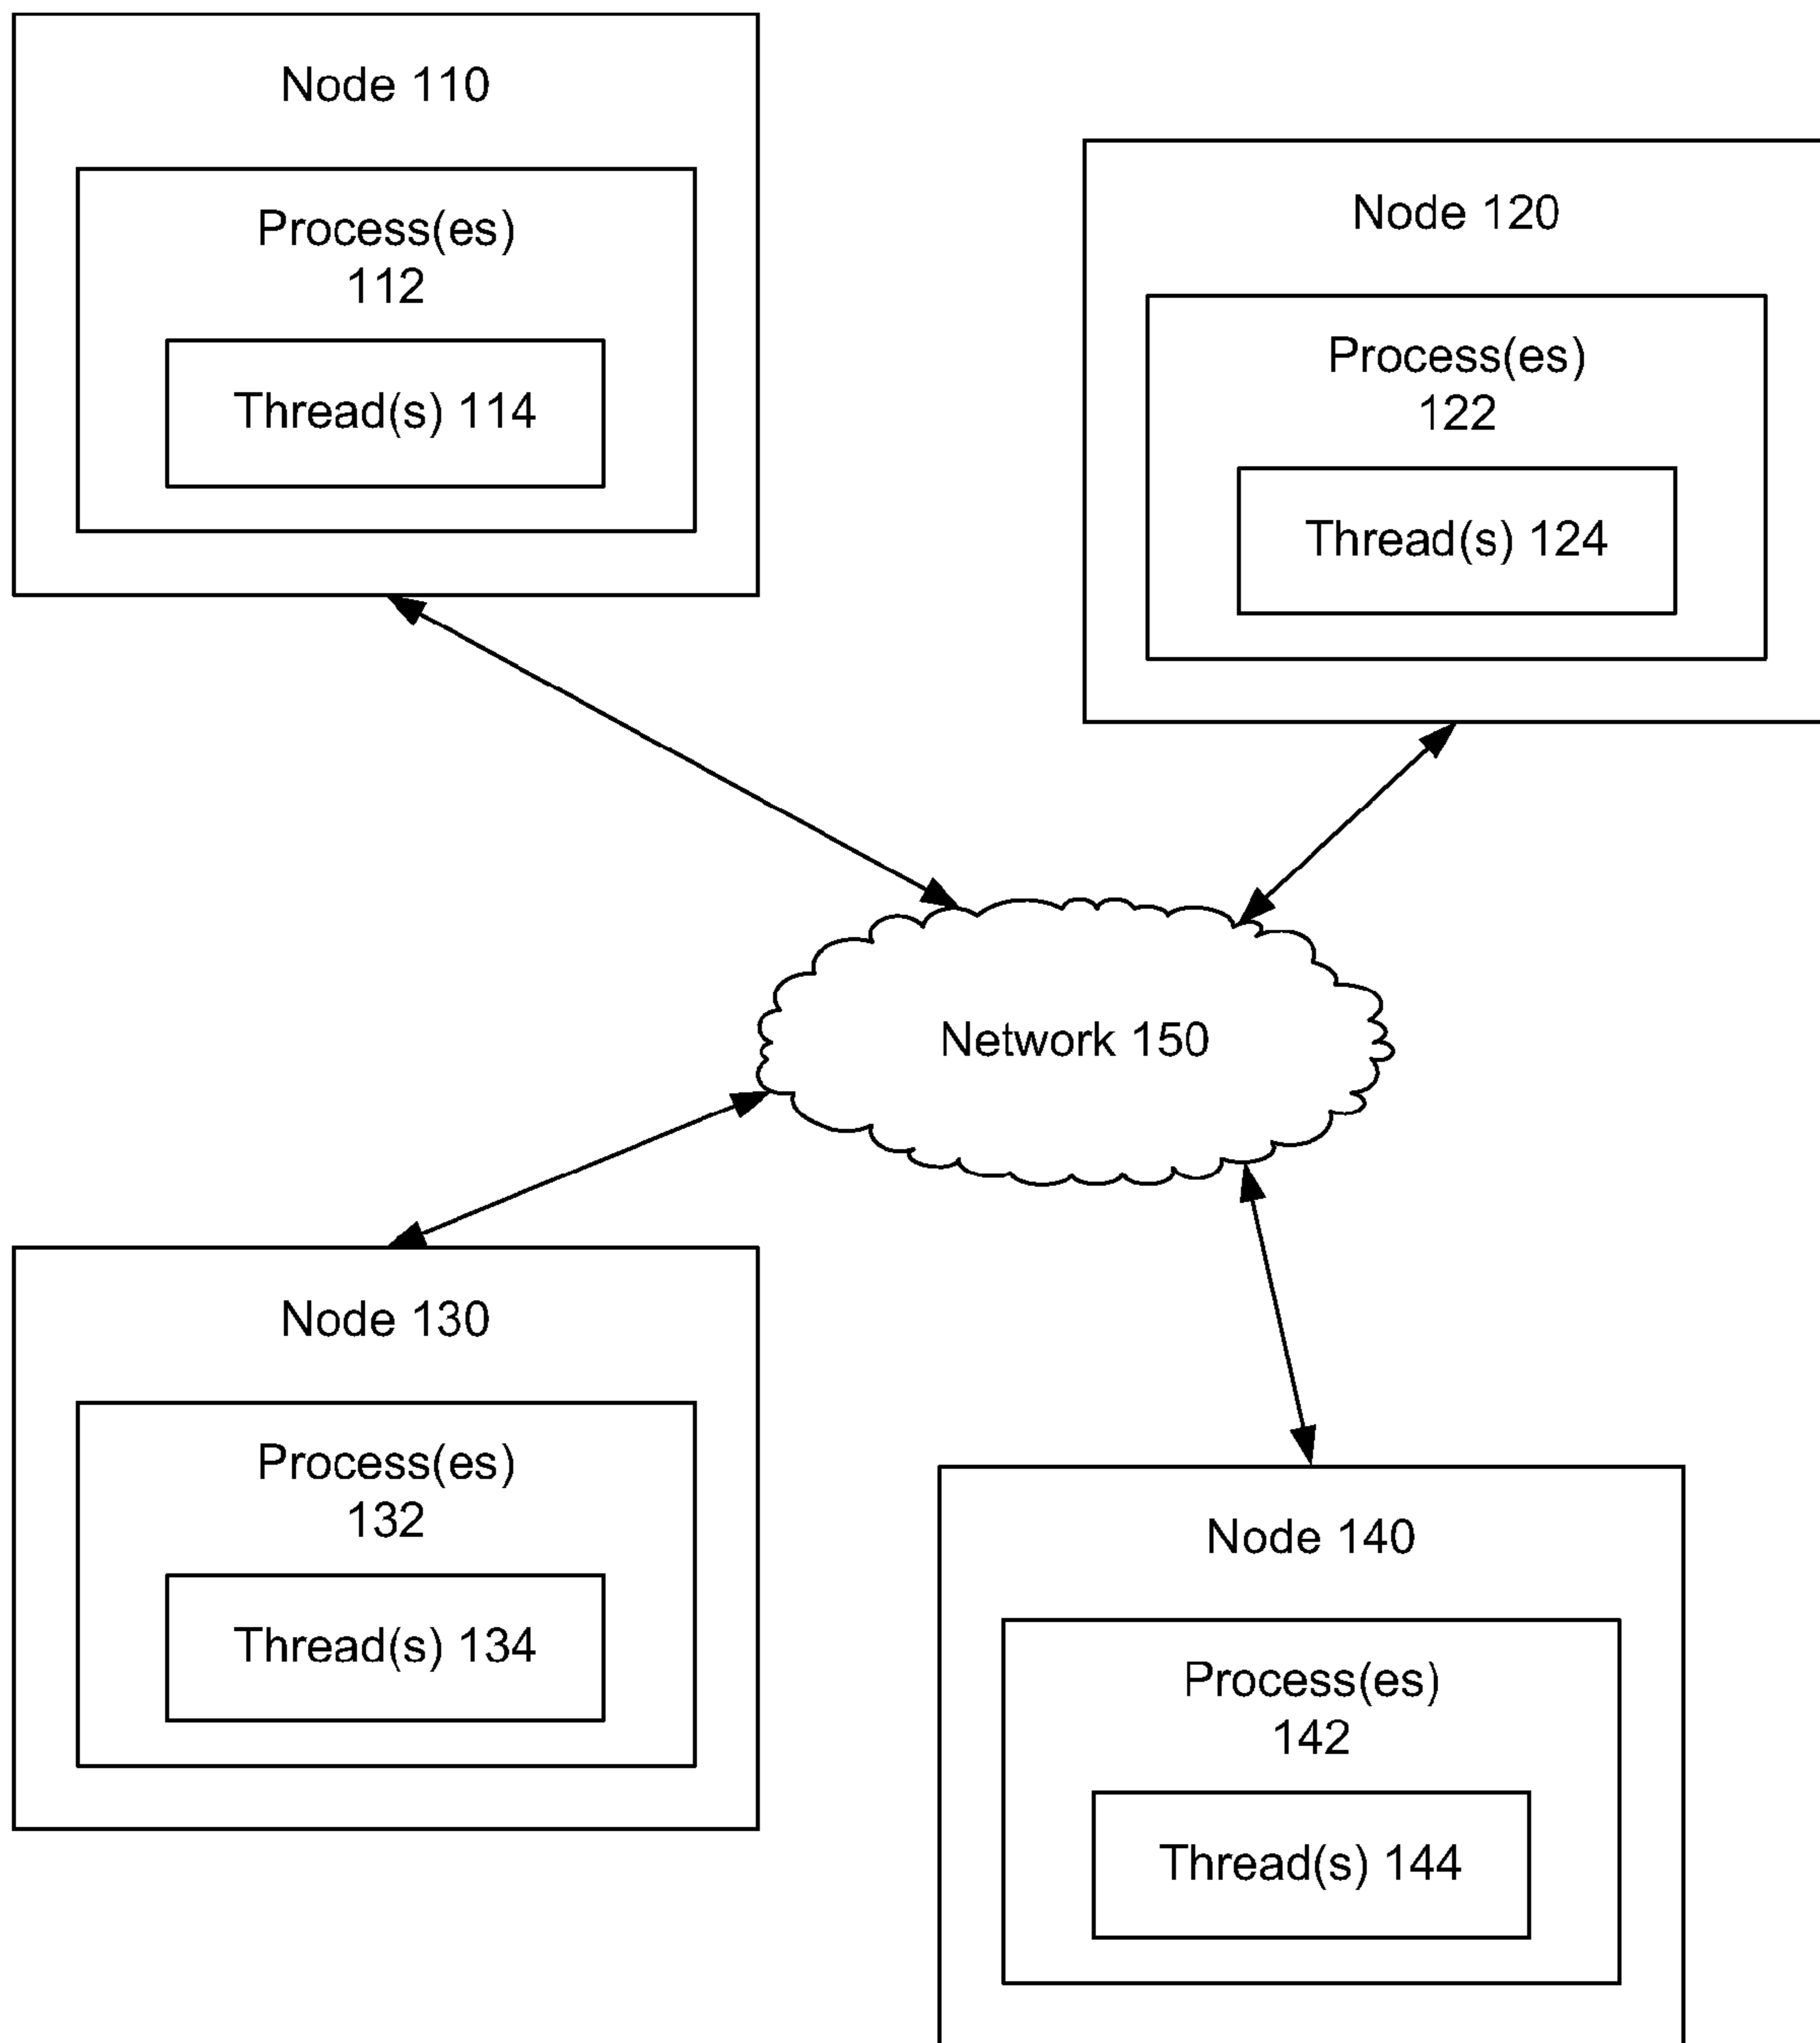 Node 110
Process(es)
112
Thread(s) 114
Node 120
Process(es)
122
Thread(s) 124
Network 150
Node 130
Process(es)
132
Thread(s) 134
Node 140
Process(es)
142
Thread(s) 144